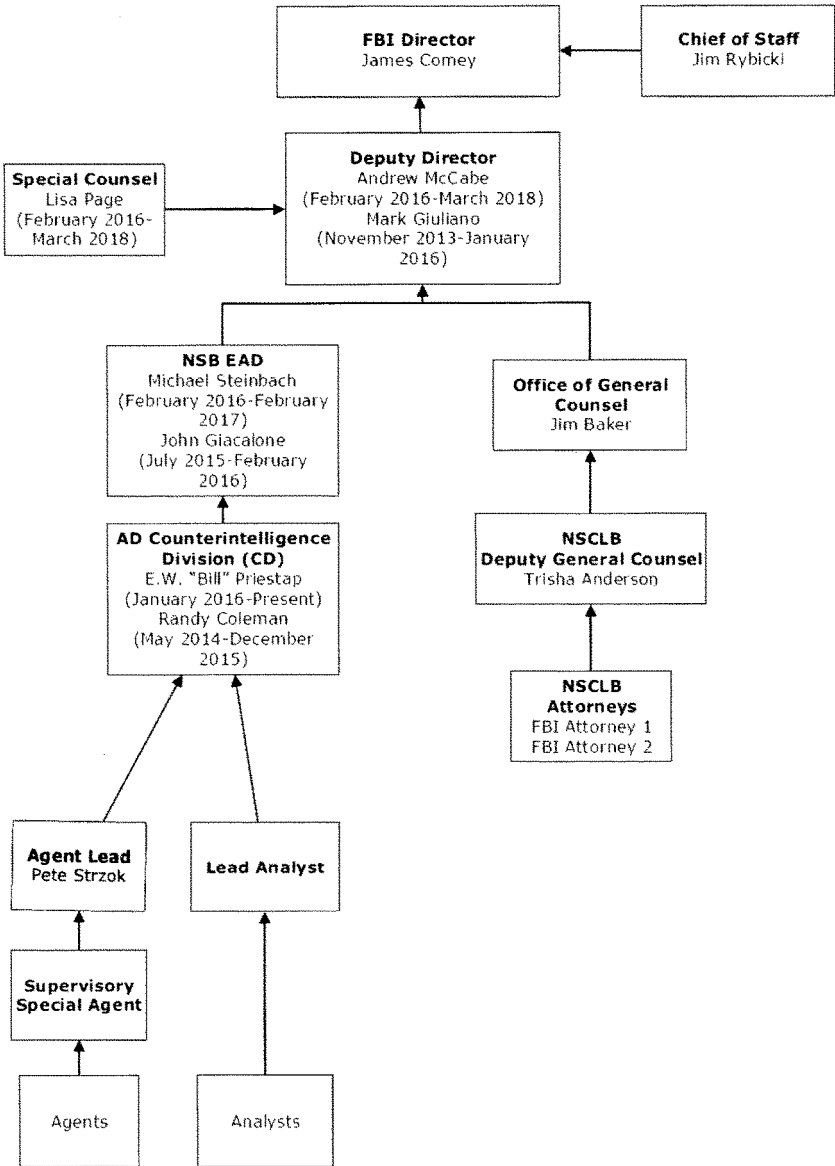 FBI Director
James Comey
Chief of Staff
Jim Rybicki
Deputy Director
Andrew McCabe
(February 2016-March 2018)
Mark Giuliano
(November 2013-January
2016)
Special Counsel
Lisa Page
(February 2016-
March 2018)
NSB EAD
Michael Steinbach
(February 2016-February
2017)
John Giacalone
(July 2015-February
2016)
Office of General
Counsel
Jim Baker
AD Counterintelligence
Division (CD)
E.W. "Bill" Priestap
(January 2016-Present)
Randy Coleman
(May 2014-December
2015)
NSCLB
Deputy General Counsel
Trisha Anderson
NSCLB
Attorneys
FBI Attorney 1
FBI Attorney 2
Agent Lead
Pete Strzok
Lead Analyst
Supervisory
Special Agent
Agents
Analysts